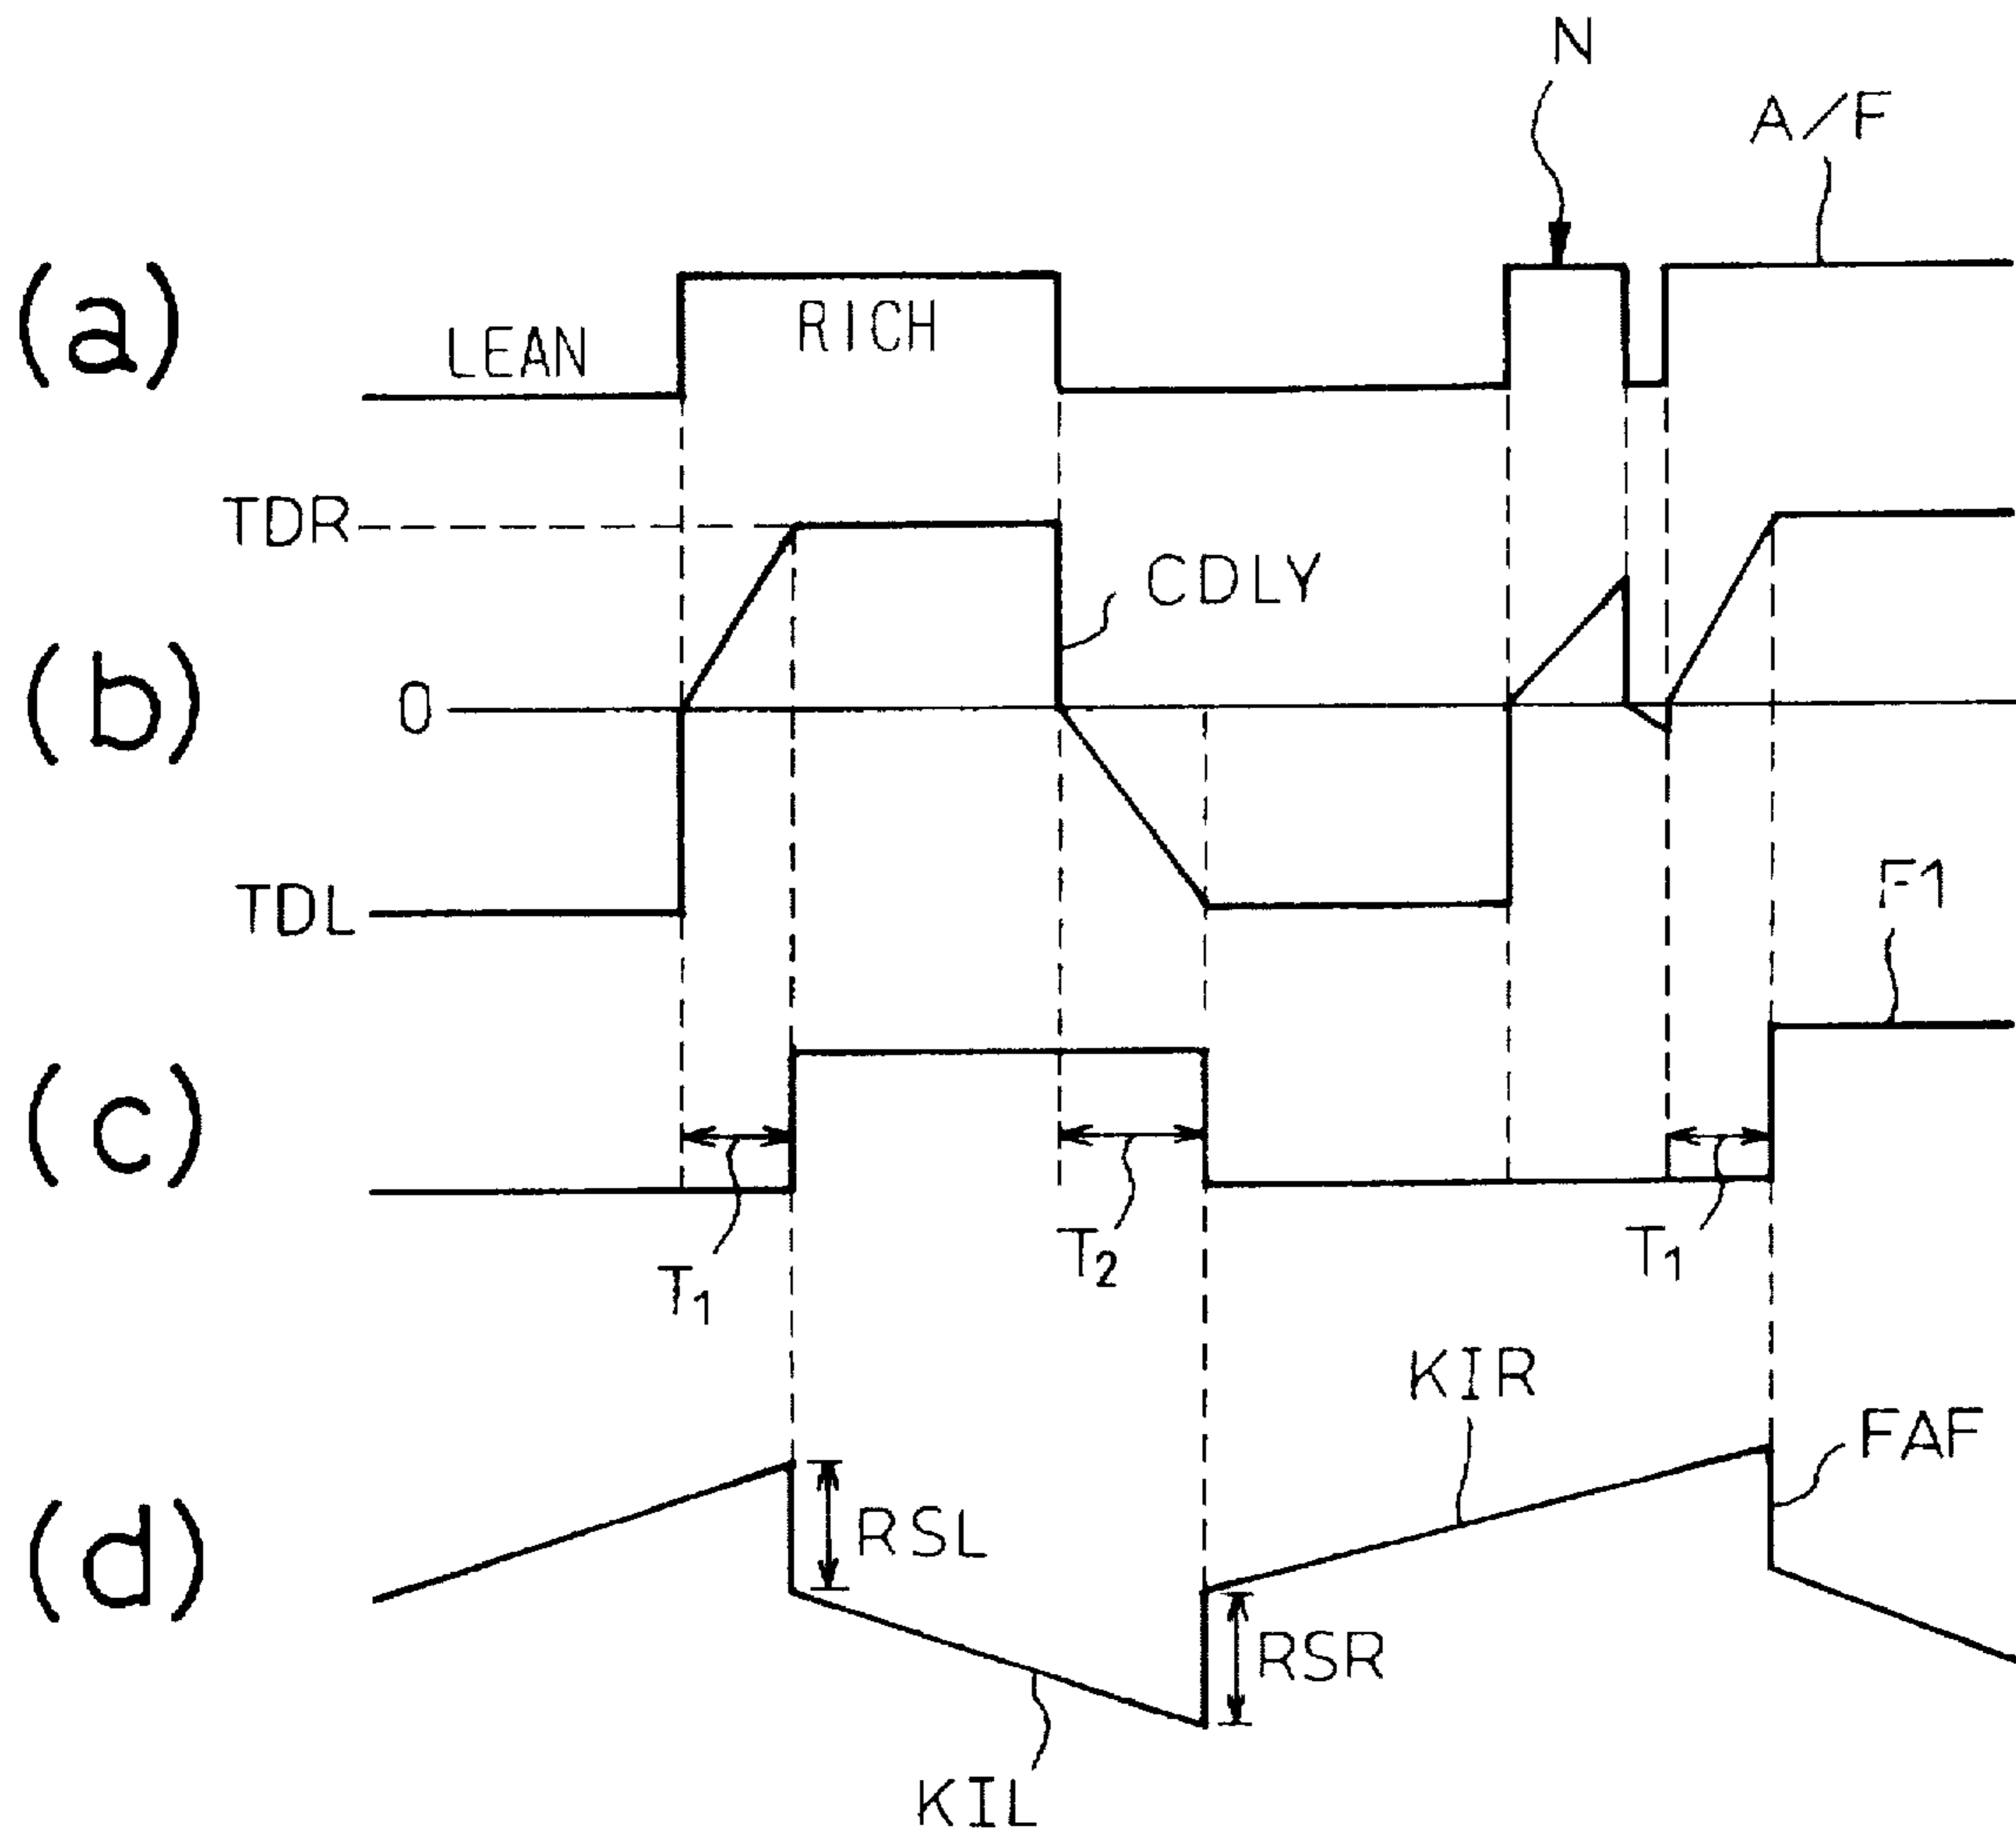 N
A/F
(a)
LEAN
RICH
TDR
CDLY
(b)
0
TDL
F1
(c)
T1
T2
T1
KIR
FAF
(d)
RSL
RSR
KIL